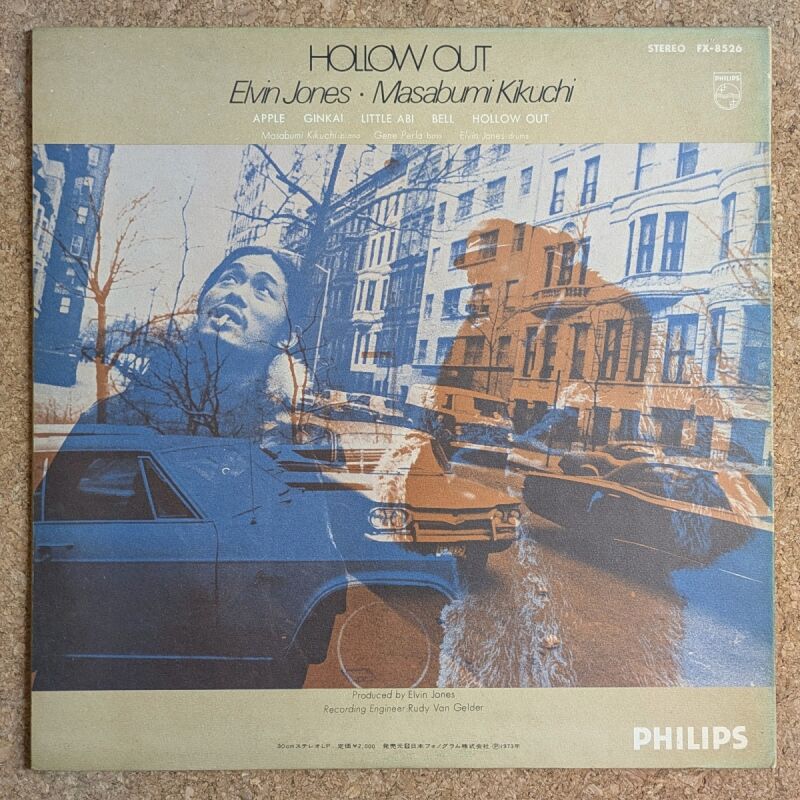 HOLLOW OUT
STEREO FX-8526
Elvin Jones · Masabumi Kikuchi
PHILIPS
APPLE GINKAI LITTLE ABI BELL HOLLOW OUT
Masabumi Kikuchi-piano Gene Perla bass Elvin Jones-drums
Produced by Elvin Jones
Recording Engineer Rudy Van Gelder
30cmステレオLP 定価¥2,000 発売元 日本フォノグラム株式会社 Ⓟ1973年
PHILIPS